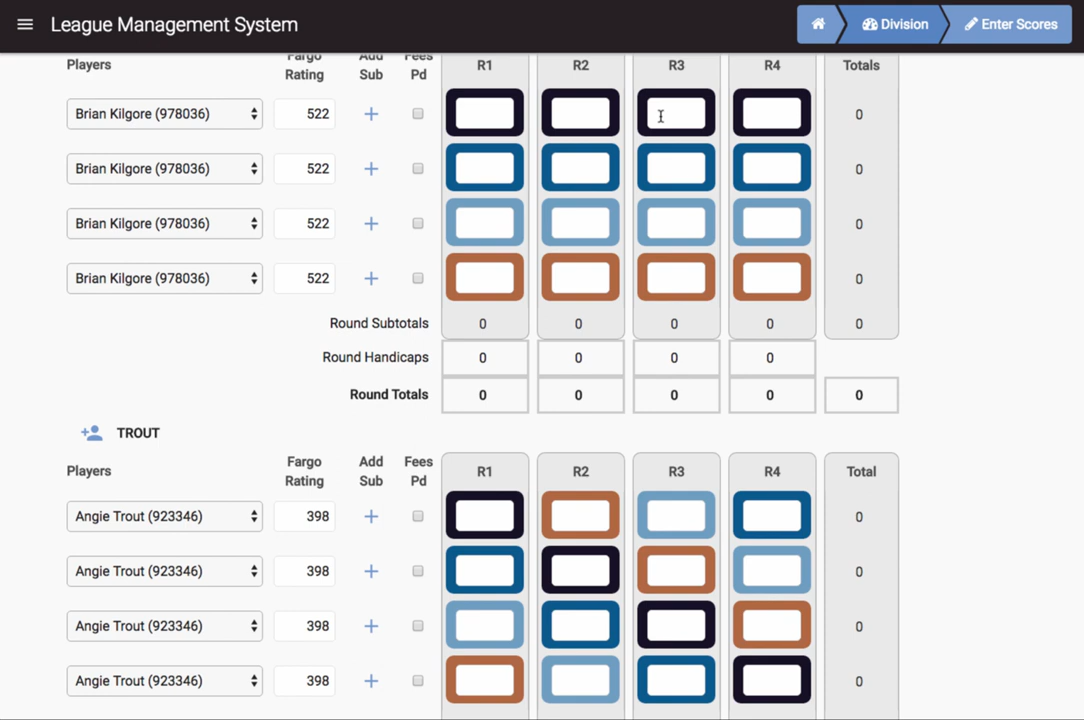 League Management System
Division
Enter Scores
Players Fargo Rating Add Sub Fees Pd R1 R2 R3 R4 Totals
Brian Kilgore (978036) 522 + 0
Brian Kilgore (978036) 522 + 0
Brian Kilgore (978036) 522 + 0
Brian Kilgore (978036) 522 + 0
Round Subtotals 0 0 0 0 0
Round Handicaps 0 0 0 0
Round Totals 0 0 0 0 0
TROUT
Players Fargo Rating Add Sub Fees Pd R1 R2 R3 R4 Total
Angie Trout (923346) 398 + 0
Angie Trout (923346) 398 + 0
Angie Trout (923346) 398 + 0
Angie Trout (923346) 398 + 0